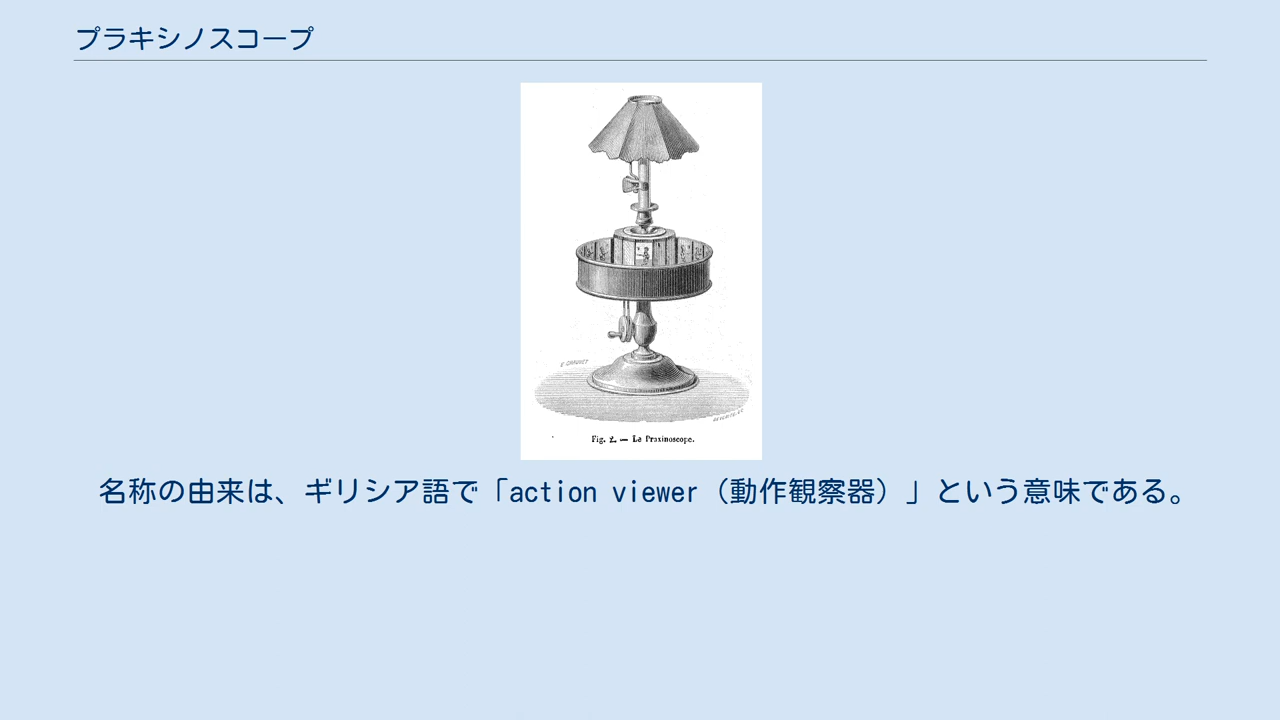 プラキシノスコープ
E CHAUVET
Fig. 2. — Le Praxinoscope.
名称の由来は、ギリシア語で「action viewer（動作観察器）」という意味である。